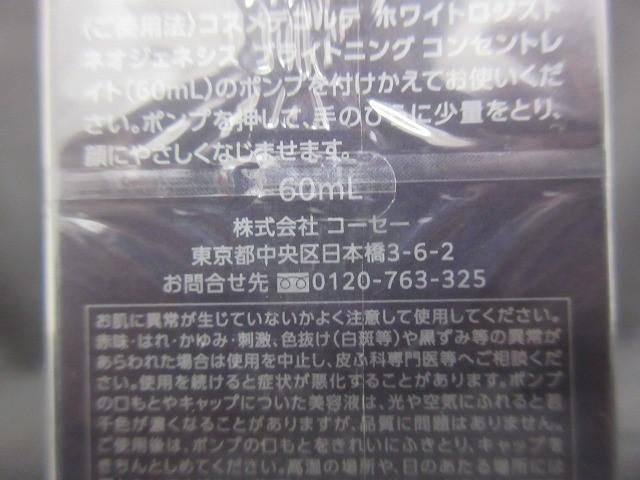 〈ご使用法〉コスメデコルテ ホワイトロジスト
ネオジェネシス ブライトニング コンセントレ
イト(60mL)のポンプを付けかえてお使いくだ
さい。ポンプを押して、手のひらに少量をとり、
顔にやさしくなじませます。
60mL
株式会社 コーセー
東京都中央区日本橋3-6-2
お問合せ先 0120-763-325
お肌に異常が生じていないかよく注意して使用してください。
赤味・はれ・かゆみ・刺激、色抜け(白斑等)や黒ずみ等の異常が
あらわれた場合は使用を中止し、皮ふ科専門医等へご相談くだ
さい。使用を続けると症状が悪化することがあります。ポンプ
の口もとやキャップについた美容液は、光や空気にふれると若
干色が濃くなることがありますが、品質に問題はありません。
ご使用後は、ポンプの口もとをきれいにふきとり、キャップを
きちんとしめてください。高温の場所や、日のあたる場所には